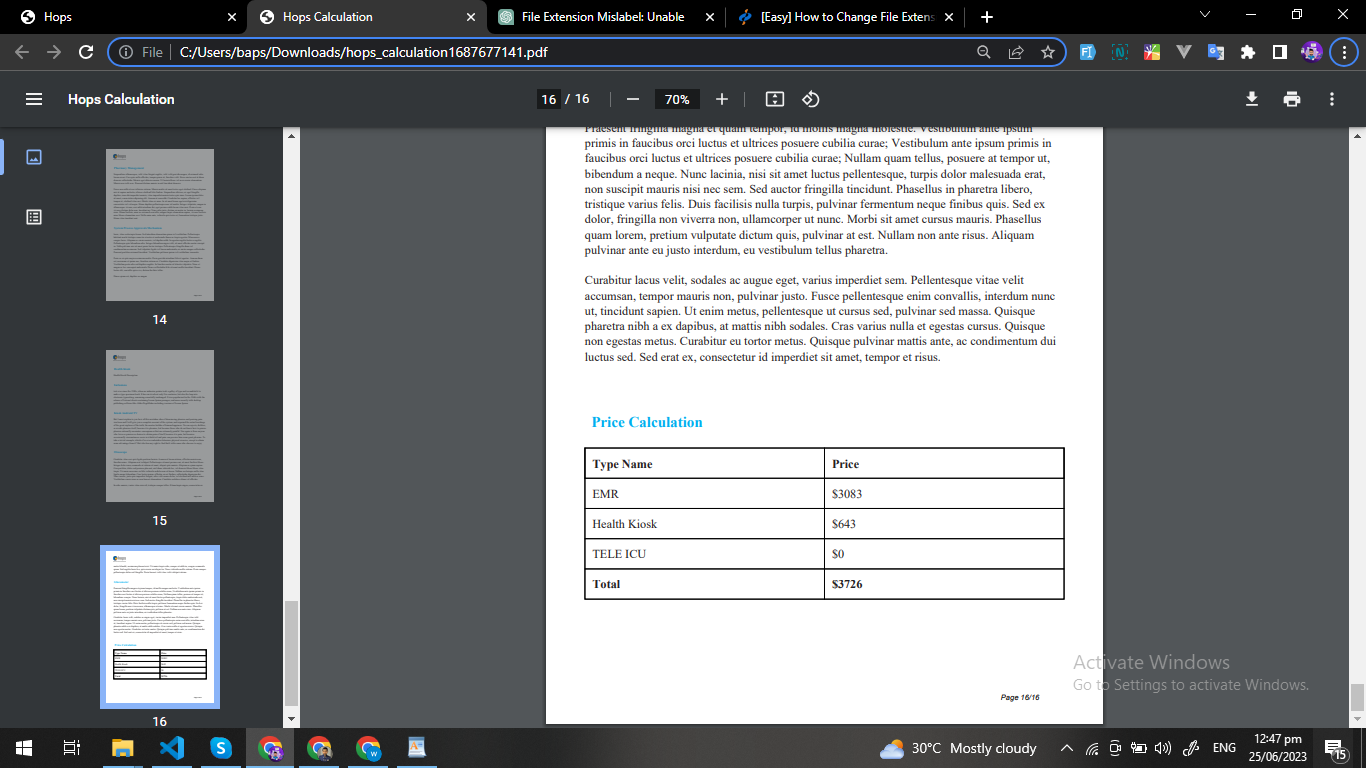 Hops
Hops Calculation
File Extension Mislabel: Unable
[Easy] How to Change File Extens
File
C:/Users/baps/Downloads/hops_calculation1687677141.pdf
Hops Calculation
16 / 16
70%
14
15
16
Praesent fringilla magna et quam tempor, id mollis magna molestie. Vestibulum ante ipsum
primis in faucibus orci luctus et ultrices posuere cubilia curae; Vestibulum ante ipsum primis in
faucibus orci luctus et ultrices posuere cubilia curae; Nullam quam tellus, posuere at tempor ut,
bibendum a neque. Nunc lacinia, nisi sit amet luctus pellentesque, turpis dolor malesuada erat,
non suscipit mauris nisi nec sem. Sed auctor fringilla tincidunt. Phasellus in pharetra libero,
tristique varius felis. Duis facilisis nulla turpis, pulvinar fermentum neque finibus quis. Sed ex
dolor, fringilla non viverra non, ullamcorper ut nunc. Morbi sit amet cursus mauris. Phasellus
quam lorem, pretium vulputate dictum quis, pulvinar at est. Nullam non ante risus. Aliquam
pulvinar ante eu justo interdum, eu vestibulum tellus pharetra.
Curabitur lacus velit, sodales ac augue eget, varius imperdiet sem. Pellentesque vitae velit
accumsan, tempor mauris non, pulvinar justo. Fusce pellentesque enim convallis, interdum nunc
ut, tincidunt sapien. Ut enim metus, pellentesque ut cursus sed, pulvinar sed massa. Quisque
pharetra nibh a ex dapibus, at mattis nibh sodales. Cras varius nulla et egestas cursus. Quisque
non egestas metus. Curabitur eu tortor metus. Quisque pulvinar mattis ante, ac condimentum dui
luctus sed. Sed erat ex, consectetur id imperdiet sit amet, tempor et risus.
Price Calculation
Type Name Price
EMR $3083
Health Kiosk $643
TELE ICU $0
Total $3726
Page 16/16
Activate Windows
Go to Settings to activate Windows.
30°C Mostly cloudy
ENG
12:47 pm
25/06/2023
15